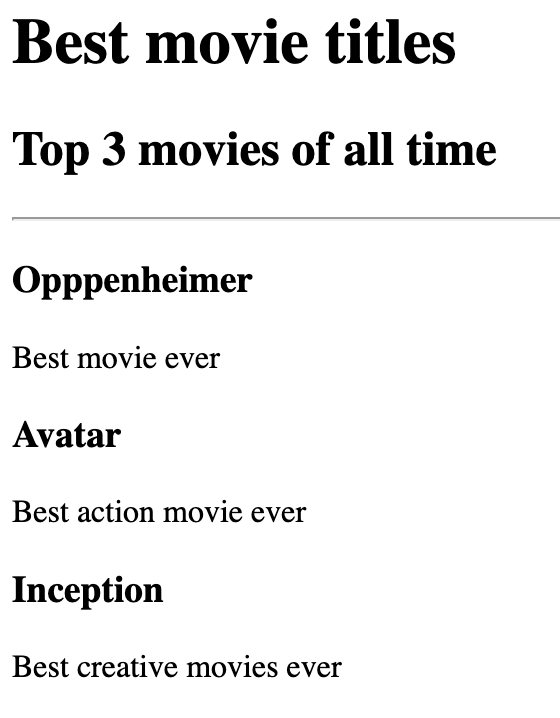 Best movie titles
Top 3 movies of all time
Opppenheimer
Best movie ever
Avatar
Best action movie ever
Inception
Best creative movies ever